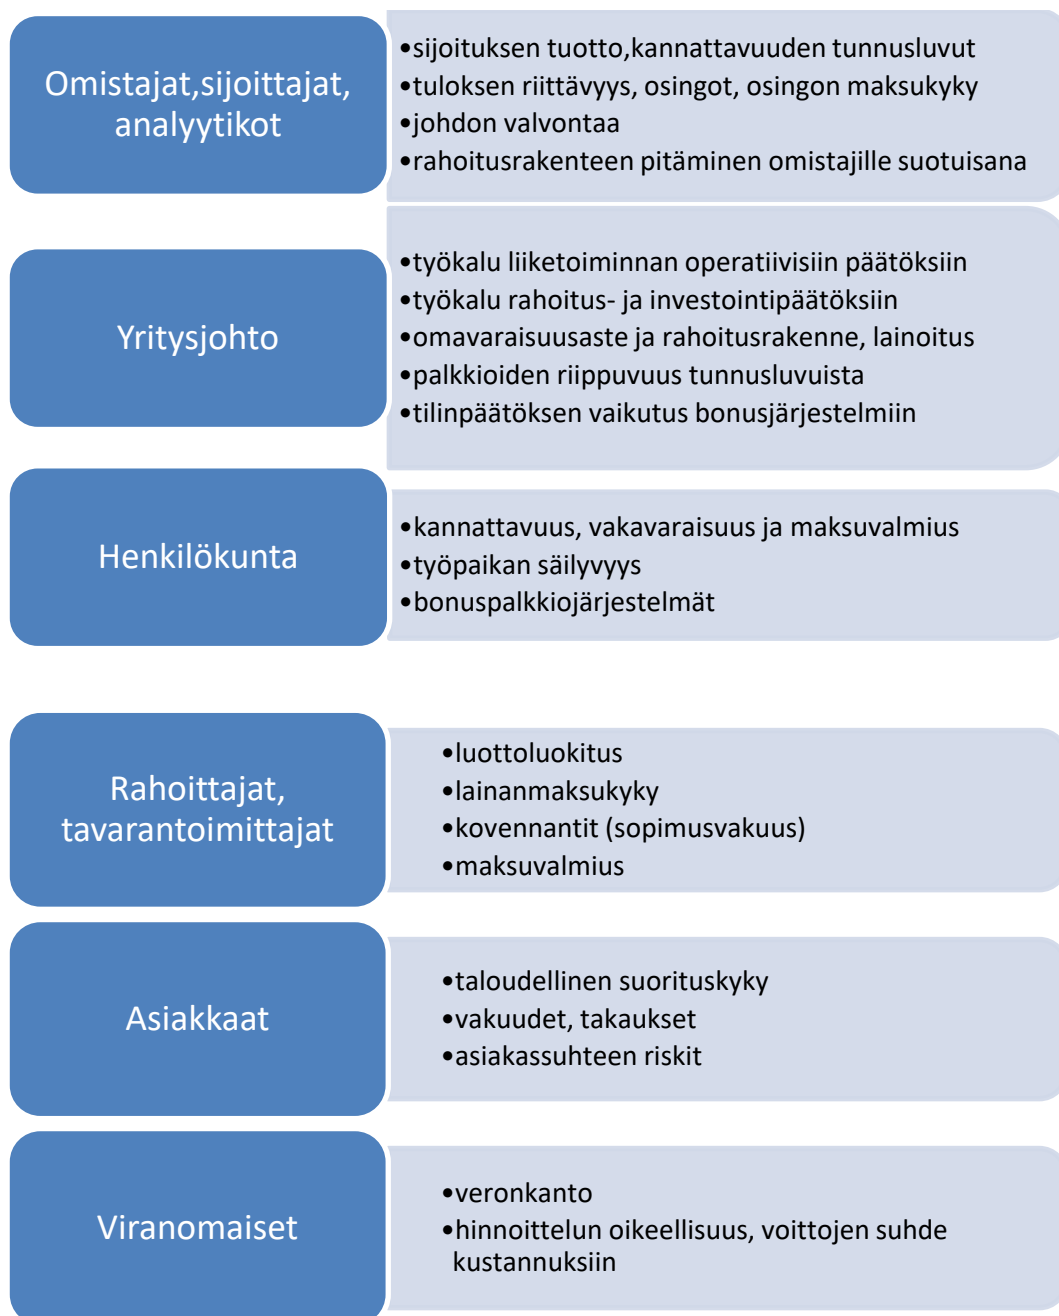 Omistajat,sijoittajat,
analyytikot
•sijoituksen tuotto,kannattavuuden tunnusluvut
•tuloksen riittävyys, osingot, osingon maksukyky
•johdon valvontaa
•rahoitusrakenteen pitäminen omistajille suotuisana
Yritysjohto
•työkalu liiketoiminnan operatiivisiin päätöksiin
•työkalu rahoitus- ja investointipäätöksiin
•omavaraisuusaste ja rahoitusrakenne, lainoitus
•palkkioiden riippuvuus tunnusluvuista
•tilinpäätöksen vaikutus bonusjärjestelmiin
Henkilökunta
•kannattavuus, vakavaraisuus ja maksuvalmius
•työpaikan säilyvyys
•bonuspalkkiojärjestelmät
Rahoittajat,
tavarantoimittajat
•luottoluokitus
•lainanmaksukyky
•kovennantit (sopimusvakuus)
•maksuvalmius
Asiakkaat
•taloudellinen suorituskyky
•vakuudet, takaukset
•asiakassuhteen riskit
Viranomaiset
•veronkanto
•hinnoittelun oikeellisuus, voittojen suhde
kustannuksiin